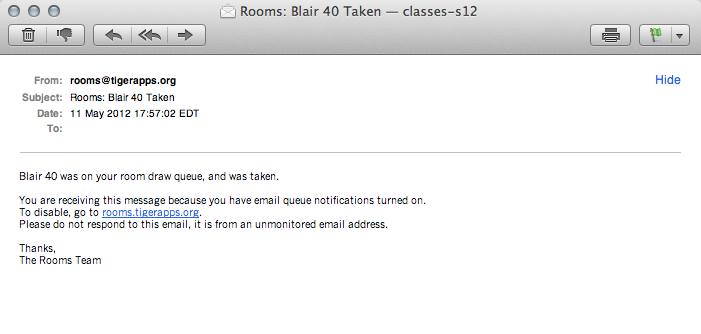 Rooms: Blair 40 Taken — classes-s12
From: rooms@tigerapps.org
Hide
Subject: Rooms: Blair 40 Taken
Date: 11 May 2012 17:57:02 EDT
To:
Blair 40 was on your room draw queue, and was taken.
You are receiving this message because you have email queue notifications turned on.
To disable, go to rooms.tigerapps.org.
Please do not respond to this email, it is from an unmonitored email address.
Thanks,
The Rooms Team